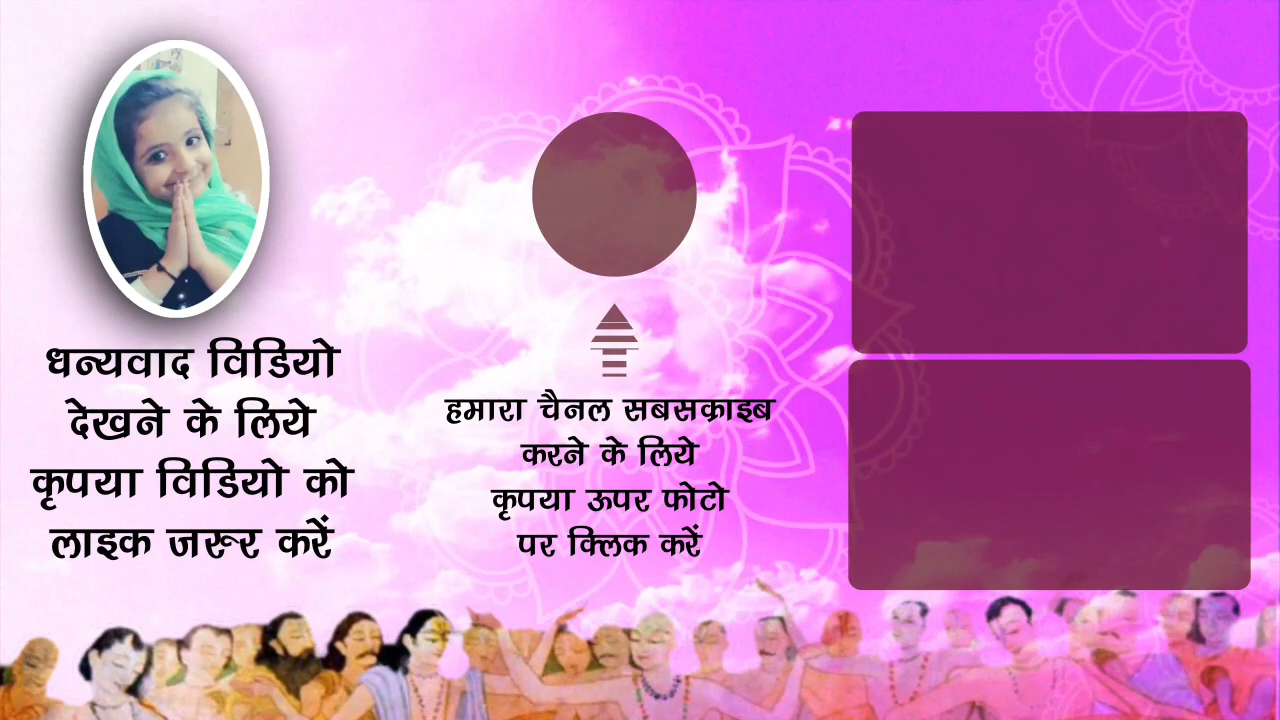 धन्यवाद विडियो
देखने के लिये
कृपया विडियो को
लाइक जरूर करें
हमारा चैनल सबसक्राइब
करने के लिये
कृपया ऊपर फोटो
पर क्लिक करें